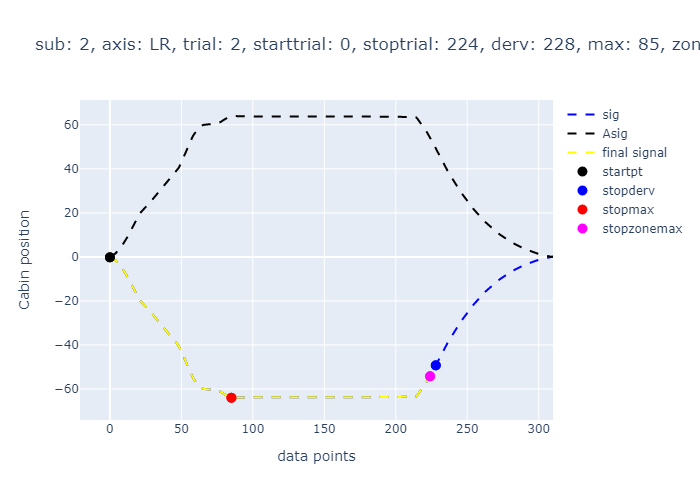 sub: 2, axis: LR, trial: 2, starttrial: 0, stoptrial: 224, derv: 228, max: 85, zon
sig
Asig
final signal
startpt
stopderv
stopmax
stopzonemax
Cabin position
60
40
20
0
−20
−40
−60
0 50 100 150 200 250 300
data points